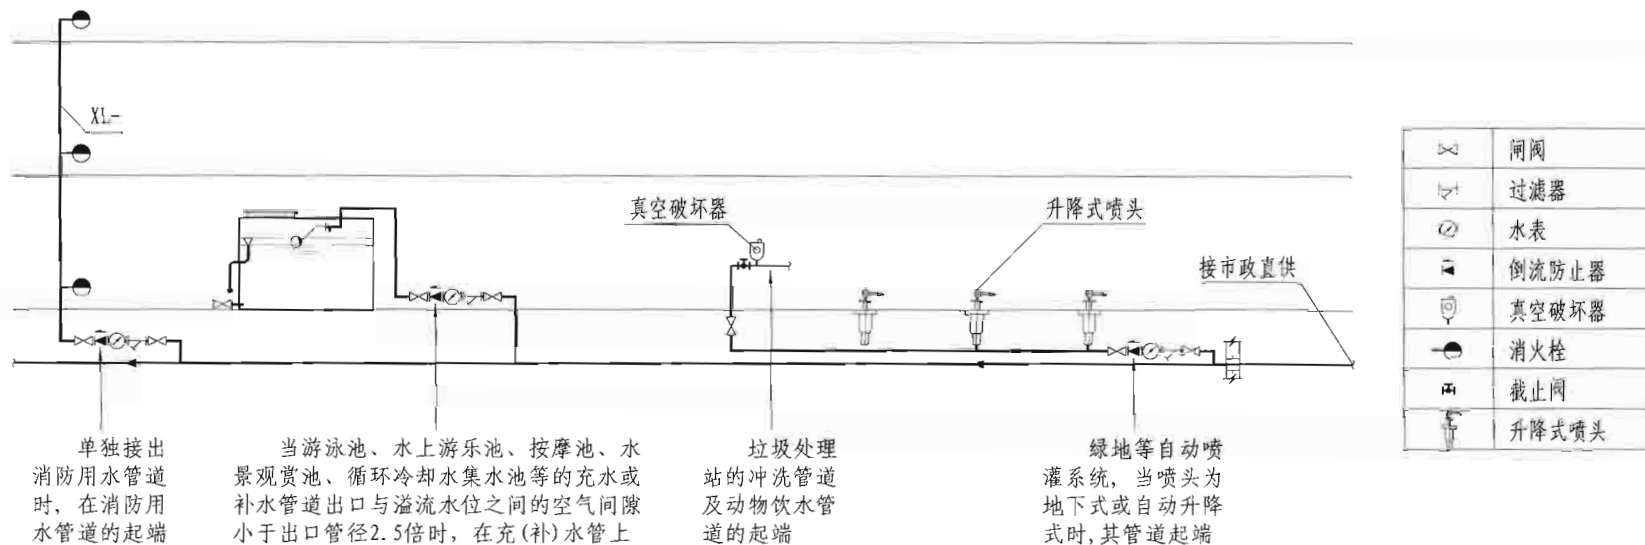 XL-
真空破坏器
升降式喷头
接市政直供
单独接出
消防用水管道
时, 在消防用
水管道的起端
当游泳池、水上游乐池、按摩池、水
景观赏池、循环冷却水集水池等的充水或
补水管道出口与溢流水位之间的空气间隙
小于出口管径2.5倍时, 在充(补)水管上
垃圾处理
站的冲洗管道
及动物饮水管
道的起端
绿地等自动喷
灌系统, 当喷头为
地下式或自动升降
式时,其管道起端
闸阀
过滤器
水表
倒流防止器
真空破坏器
消火栓
截止阀
升降式喷头